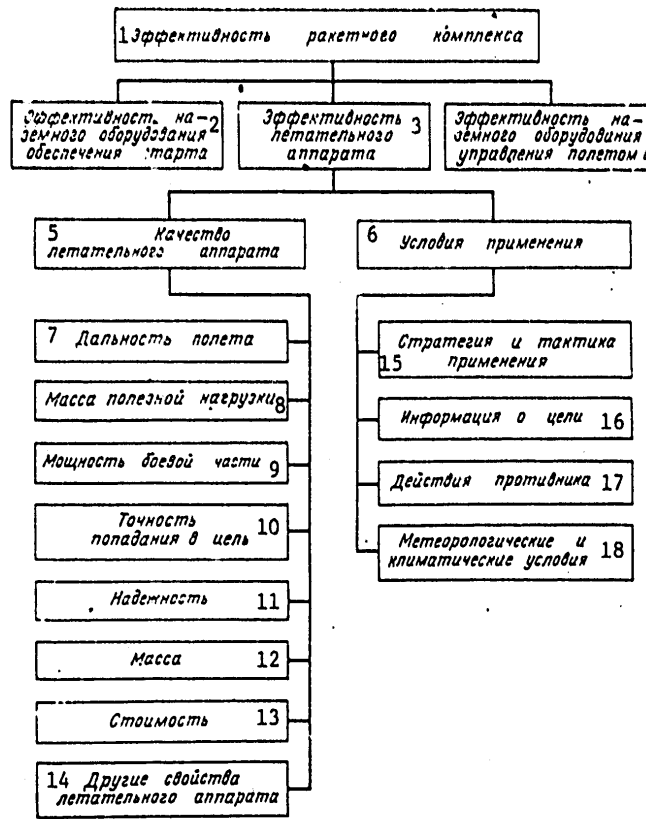 1 Эффективность ракетного комплекса
Эффективность на-
земного оборудования 2
обеспечения старта
Эффективность 3
летательного
аппарата
Эффективность на-
земного оборудования
управления полетом
5 Качество
летательного аппарата
6 Условия применения
7 Дальность полета
Масса полезной нагрузки 8
Мощность боевой части 9
Точность 10
попадания в цель
Надежность 11
Масса 12
Стоимость 13
14 Другие свойства
летательного аппарата
Стратегия и тактика
15 применения
Информация о цели 16
Действия противника 17
Метеорологические и 18
климатические условия